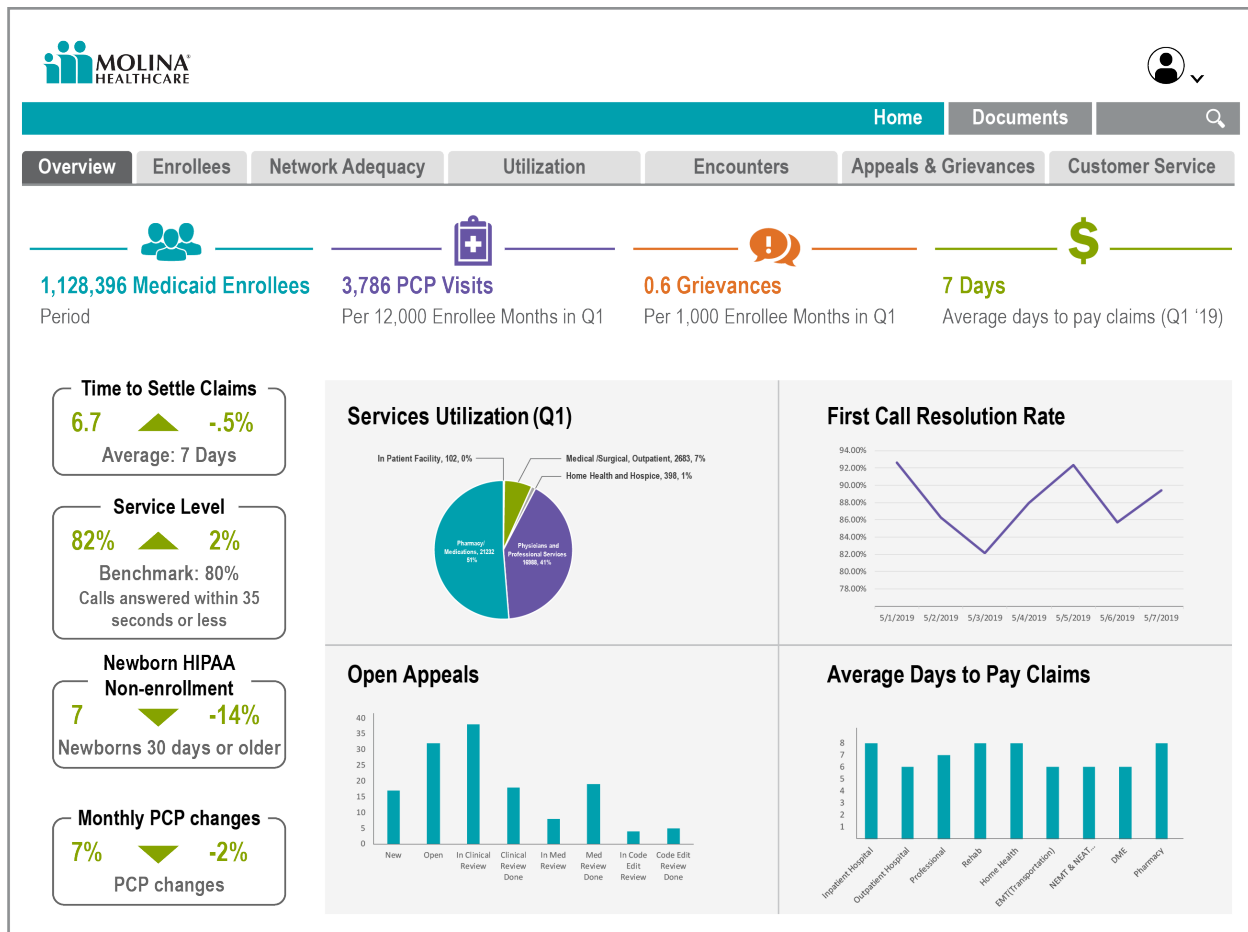 MOLINA®
HEALTHCARE
Home
Documents
Overview
Enrollees
Network Adequacy
Utilization
Encounters
Appeals & Grievances
Customer Service
1,128,396 Medicaid Enrollees
Period
3,786 PCP Visits
Per 12,000 Enrollee Months in Q1
0.6 Grievances
Per 1,000 Enrollee Months in Q1
$
7 Days
Average days to pay claims (Q1 ‘19)
Time to Settle Claims
6.7 -.5%
Average: 7 Days
Service Level
82% 2%
Benchmark: 80%
Calls answered within 35
seconds or less
Newborn HIPAA
Non-enrollment
7 -14%
Newborns 30 days or older
Monthly PCP changes
7% -2%
PCP changes
Services Utilization (Q1)
In Patient Facility, 102, 0%
Medical /Surgical, Outpatient, 2683, 7%
Home Health and Hospice, 398, 1%
Pharmacy/
Medications, 21232
51%
Physicians and
Professional Services
16988, 41%
First Call Resolution Rate
94.00%
92.00%
90.00%
88.00%
86.00%
84.00%
82.00%
80.00%
78.00%
5/1/2019 5/2/2019 5/3/2019 5/4/2019 5/5/2019 5/6/2019 5/7/2019
Open Appeals
40
35
30
25
20
15
10
5
0
New
Open
In Clinical
Review
Clinical
Review
Done
In Med
Review
Med
Review
Done
In Code
Edit
Review
Code Edit
Review
Done
Average Days to Pay Claims
8
7
6
5
4
3
2
1
Inpatient Hospital
Outpatient Hospital
Professional
Rehab
Home Health
EMT(Transportation)
NEMT & NEAT...
DME
Pharmacy